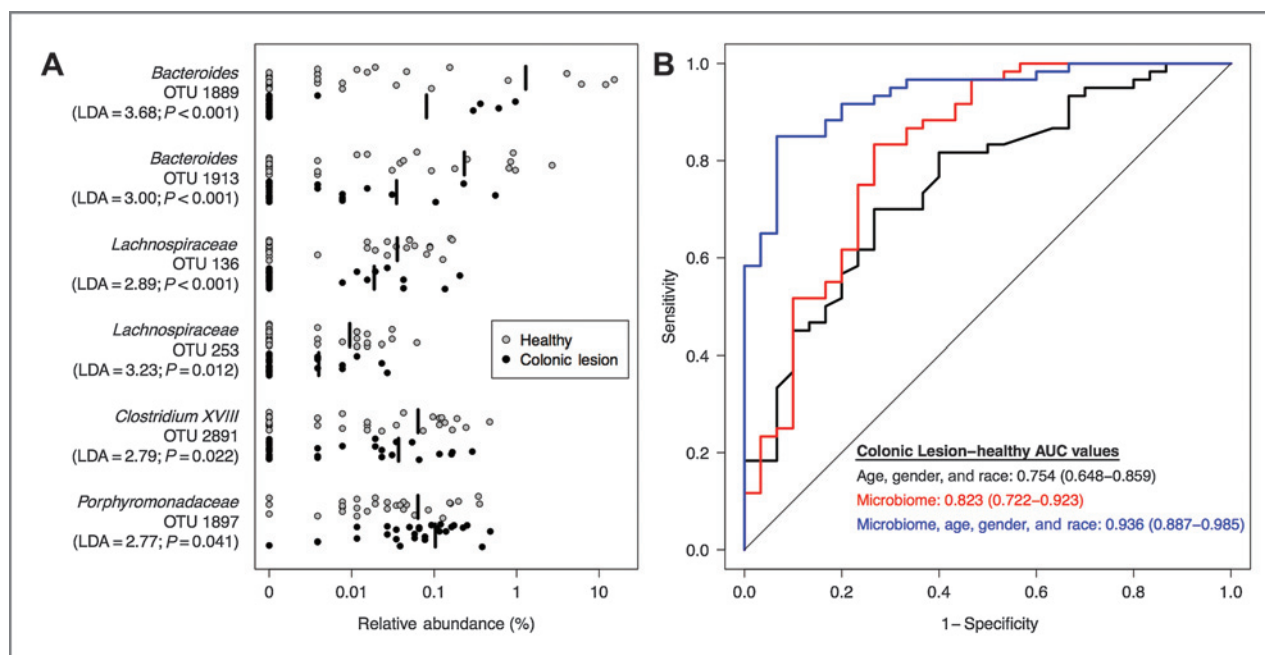 A
Bacteroides
OTU 1889
(LDA = 3.68; P < 0.001)
Bacteroides
OTU 1913
(LDA = 3.00; P < 0.001)
Lachnospiraceae
OTU 136
(LDA = 2.89; P < 0.001)
Lachnospiraceae
OTU 253
(LDA = 3.23; P = 0.012)
Clostridium XVIII
OTU 2891
(LDA = 2.79; P = 0.022)
Porphyromonadaceae
OTU 1897
(LDA = 2.77; P = 0.041)
Healthy
Colonic lesion
0 0.01 0.1 1 10
Relative abundance (%)
B
Sensitivity
1.0
0.8
0.6
0.4
0.2
0.0
Colonic Lesion–healthy AUC values
Age, gender, and race: 0.754 (0.648–0.859)
Microbiome: 0.823 (0.722–0.923)
Microbiome, age, gender, and race: 0.936 (0.887–0.985)
0.0 0.2 0.4 0.6 0.8 1.0
1– Specificity